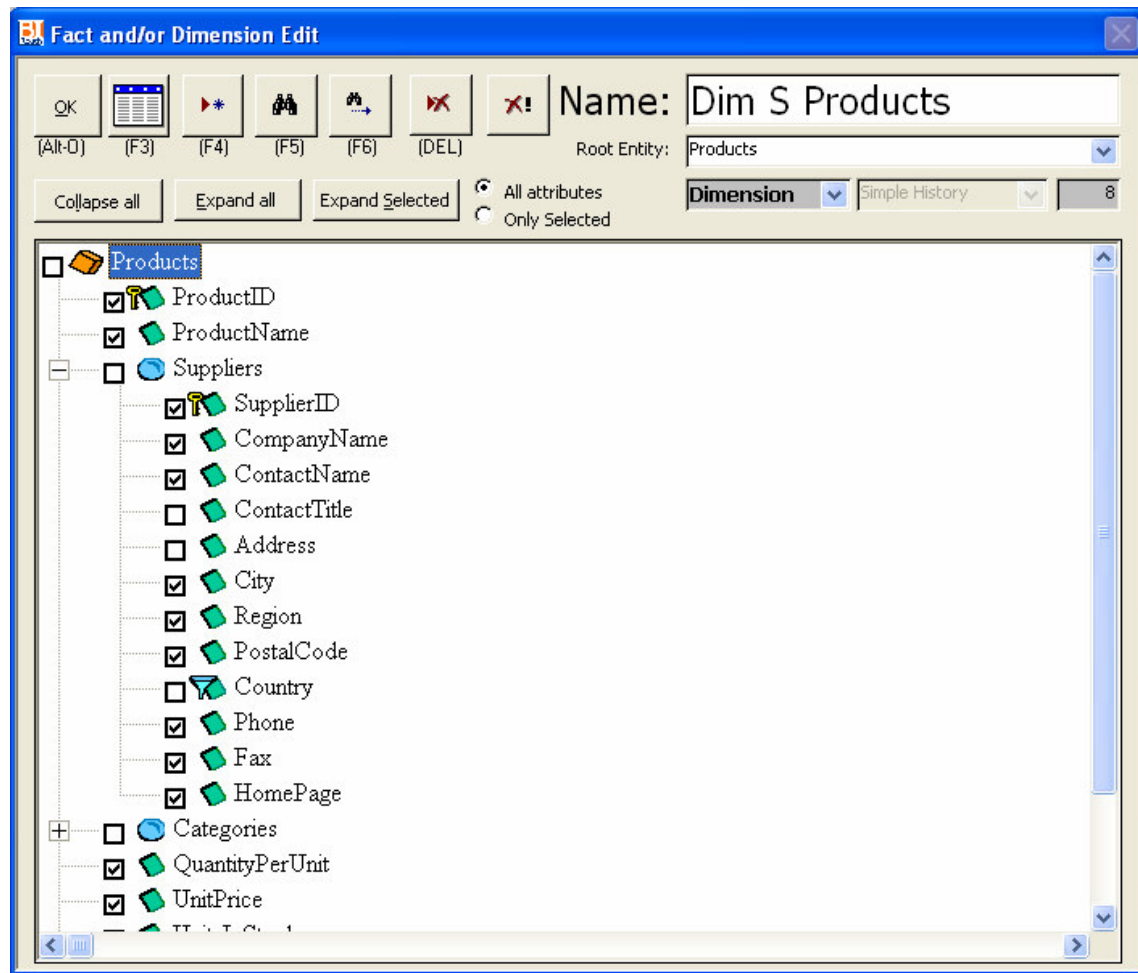 Fact and/or Dimension Edit
OK
(Alt-O) (F3) (F4) (F5) (F6) (DEL)
Name: Dim S Products
Root Entity: Products
Collapse all Expand all Expand Selected
All attributes
Only Selected
Dimension Simple History 8
Products
ProductID
ProductName
Suppliers
SupplierID
CompanyName
ContactName
ContactTitle
Address
City
Region
PostalCode
Country
Phone
Fax
HomePage
Categories
QuantityPerUnit
UnitPrice